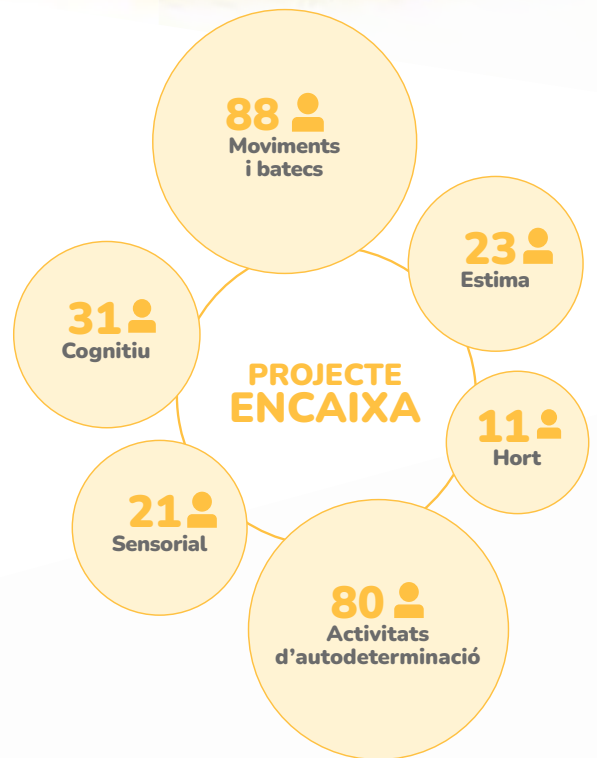 88
Moviments
i batecs
23
Estima
31
Cognitiu
PROJECTE
ENCAIXA
11
Hort
21
Sensorial
80
Activitats
d’autodeterminació